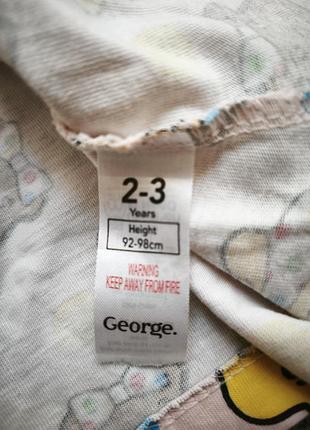 2-3
Years
Height
92-98cm
WARNING
KEEP AWAY FROM FIRE
George.